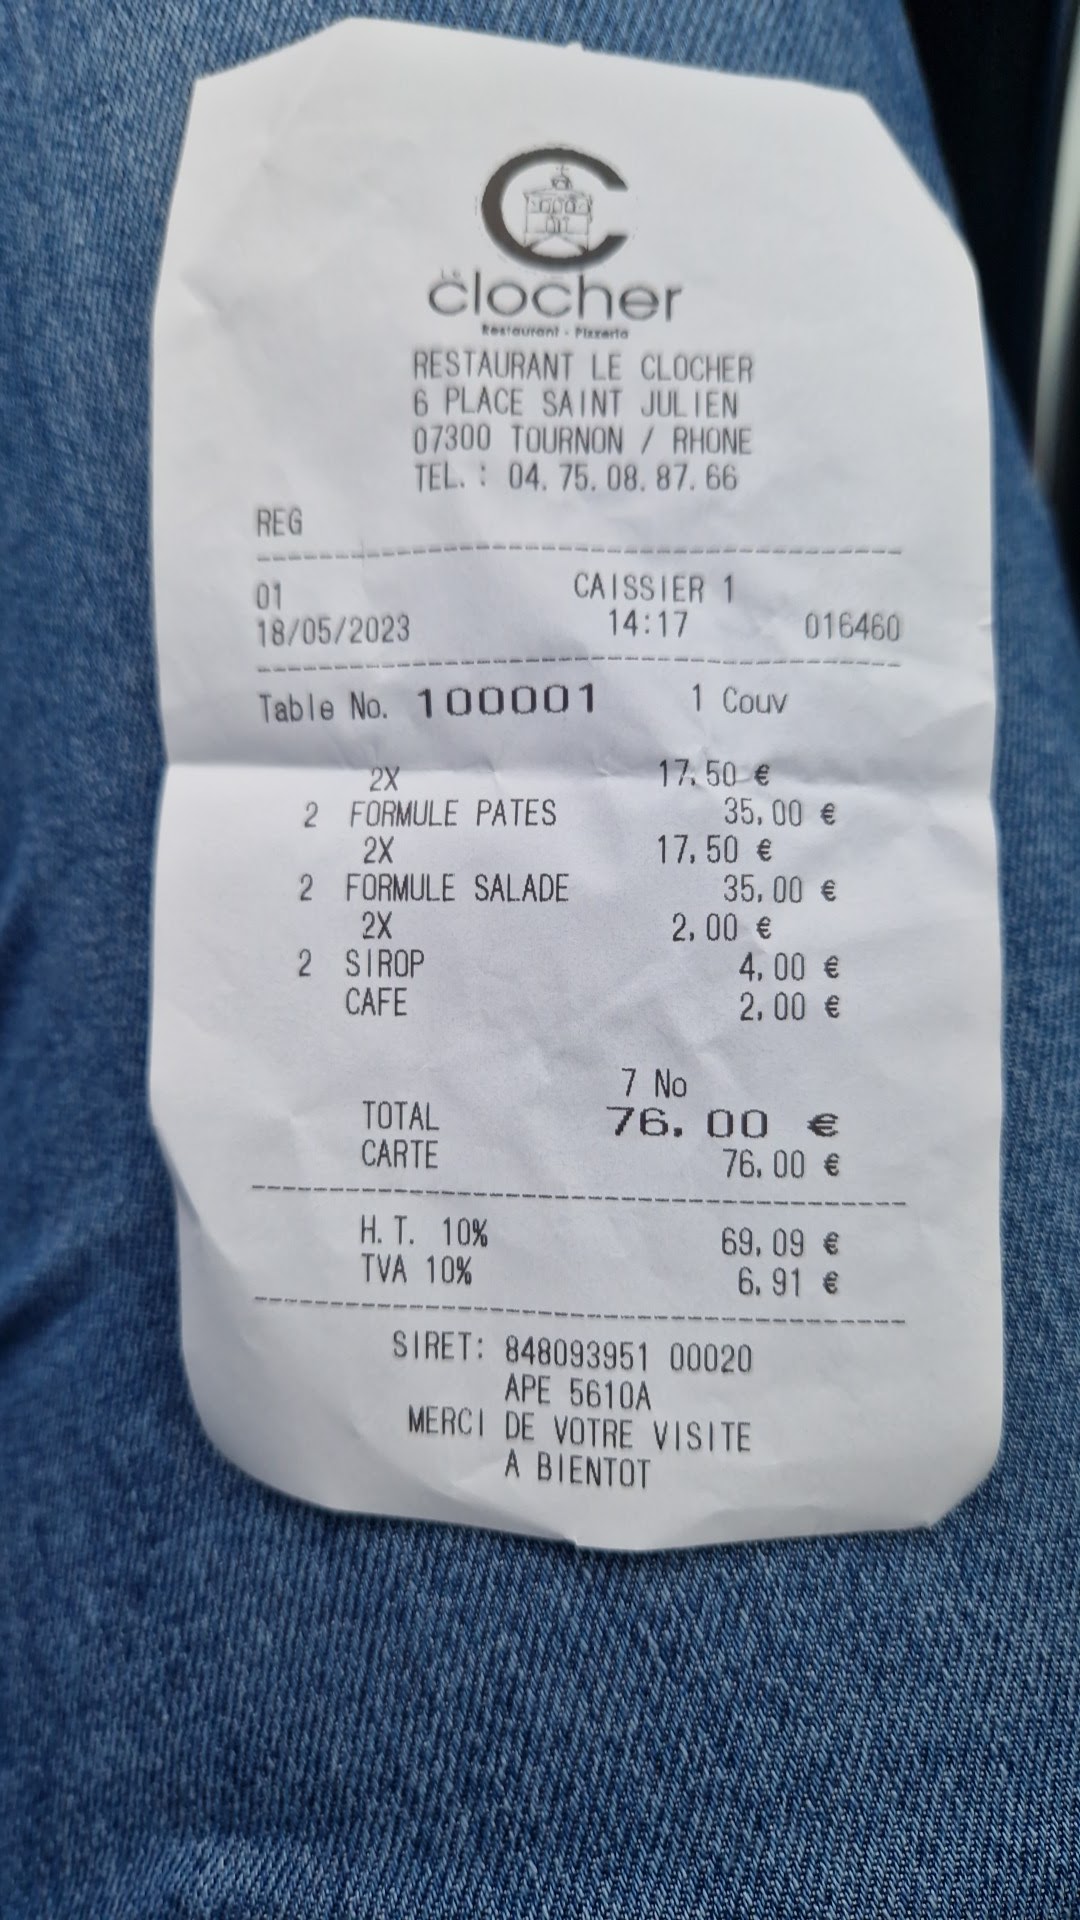 Le
clocher
Restaurant - Pizzeria
RESTAURANT LE CLOCHER
6 PLACE SAINT JULIEN
07300 TOURNON / RHONE
TEL. : 04. 75. 08. 87. 66
REG
01 CAISSIER 1
18/05/2023 14:17 016460
Table No. 100001 1 Couv
2X 17,50 €
2 FORMULE PATES 35,00 €
2X 17,50 €
2 FORMULE SALADE 35,00 €
2X 2,00 €
2 SIROP 4,00 €
CAFE 2,00 €
7 No
TOTAL 76.00 €
CARTE 76,00 €
H.T. 10% 69,09 €
TVA 10% 6,91 €
SIRET: 848093951 00020
APE 5610A
MERCI DE VOTRE VISITE
A BIENTOT